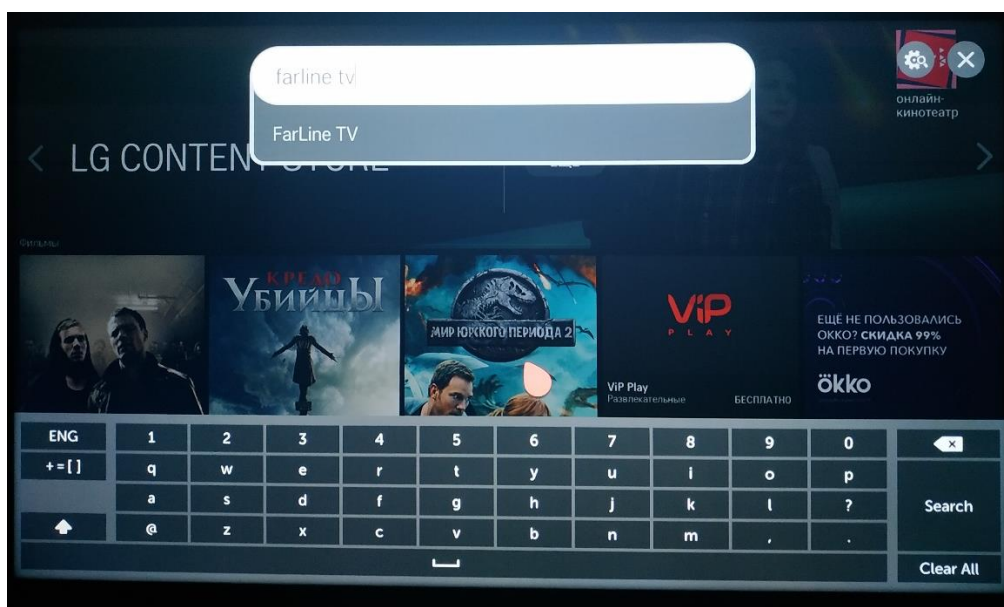 farline tv
FarLine TV
онлайн-
кинотеатр
LG CONTENT STORE
Фильмы
КРЕДО
УБИЙЦЫ
МИР ЮРСКОГО ПЕРИОДА 2
ViP
PLAY
ViP Play
Развлекательные
БЕСПЛАТНО
ЕЩЁ НЕ ПОЛЬЗОВАЛИСЬ
ОККО? СКИДКА 99%
НА ПЕРВУЮ ПОКУПКУ
ökko
ENG 1 2 3 4 5 6 7 8 9 0
+=[] q w e r t y u i o p
a s d f g h j k l ? Search
@ z x c v b n m , .
Clear All